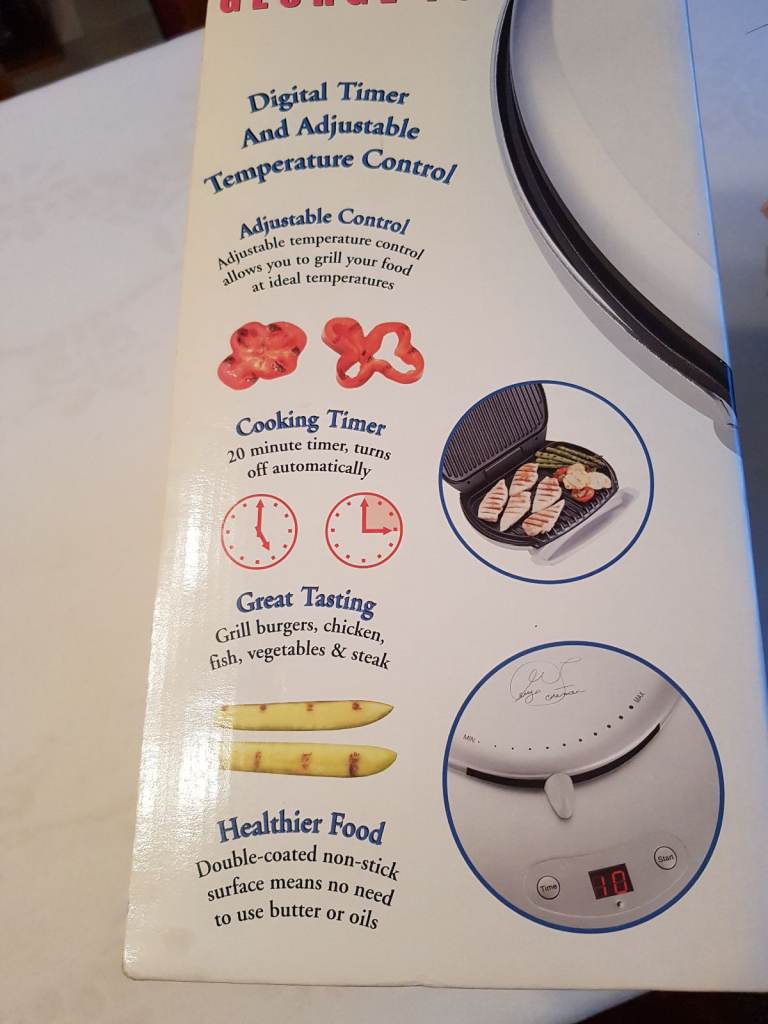 GEORGE
Digital Timer
And Adjustable
Temperature Control
Adjustable Control
Adjustable temperature control
allows you to grill your food
at ideal temperatures
Cooking Timer
20 minute timer, turns
off automatically
Great Tasting
Grill burgers, chicken,
fish, vegetables & steak
Healthier Food
Double-coated non-stick
surface means no need
to use butter or oils
MIN
MAX
Time
10
Start